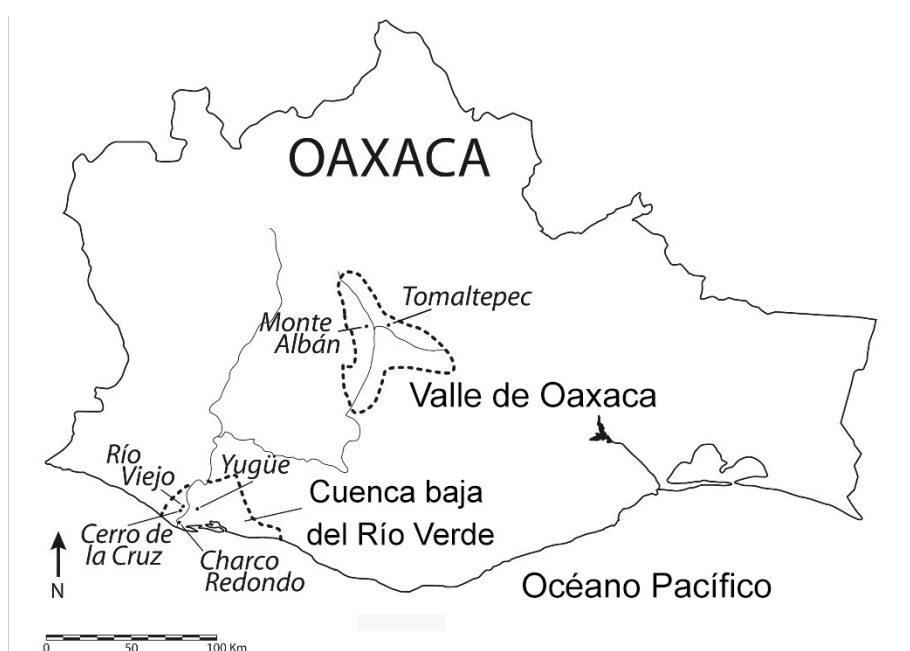 OAXACA
Tomaltepec
Monte
Albán
Valle de Oaxaca
Río
Viejo
Yugüe
Cuenca baja
del Río Verde
Cerro de
la Cruz
Charco
Redondo
Océano Pacífico
N
0 50 100 Km